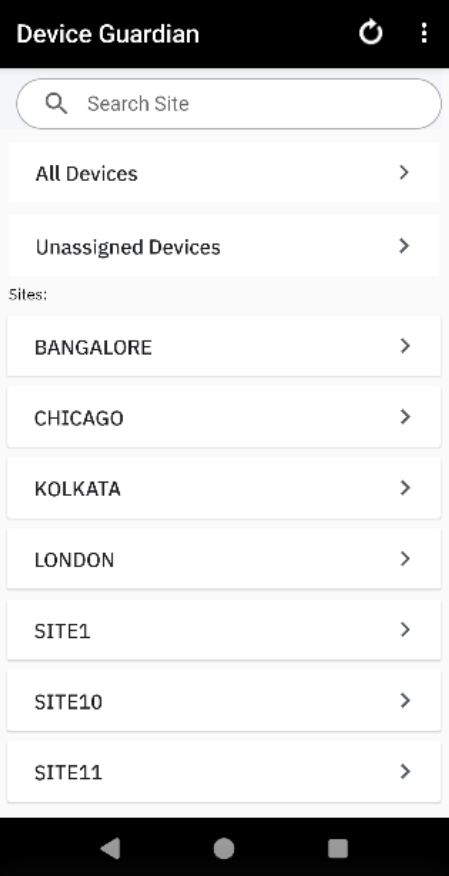 Device Guardian
Search Site
All Devices
Unassigned Devices
Sites:
BANGALORE
CHICAGO
KOLKATA
LONDON
SITE1
SITE10
SITE11